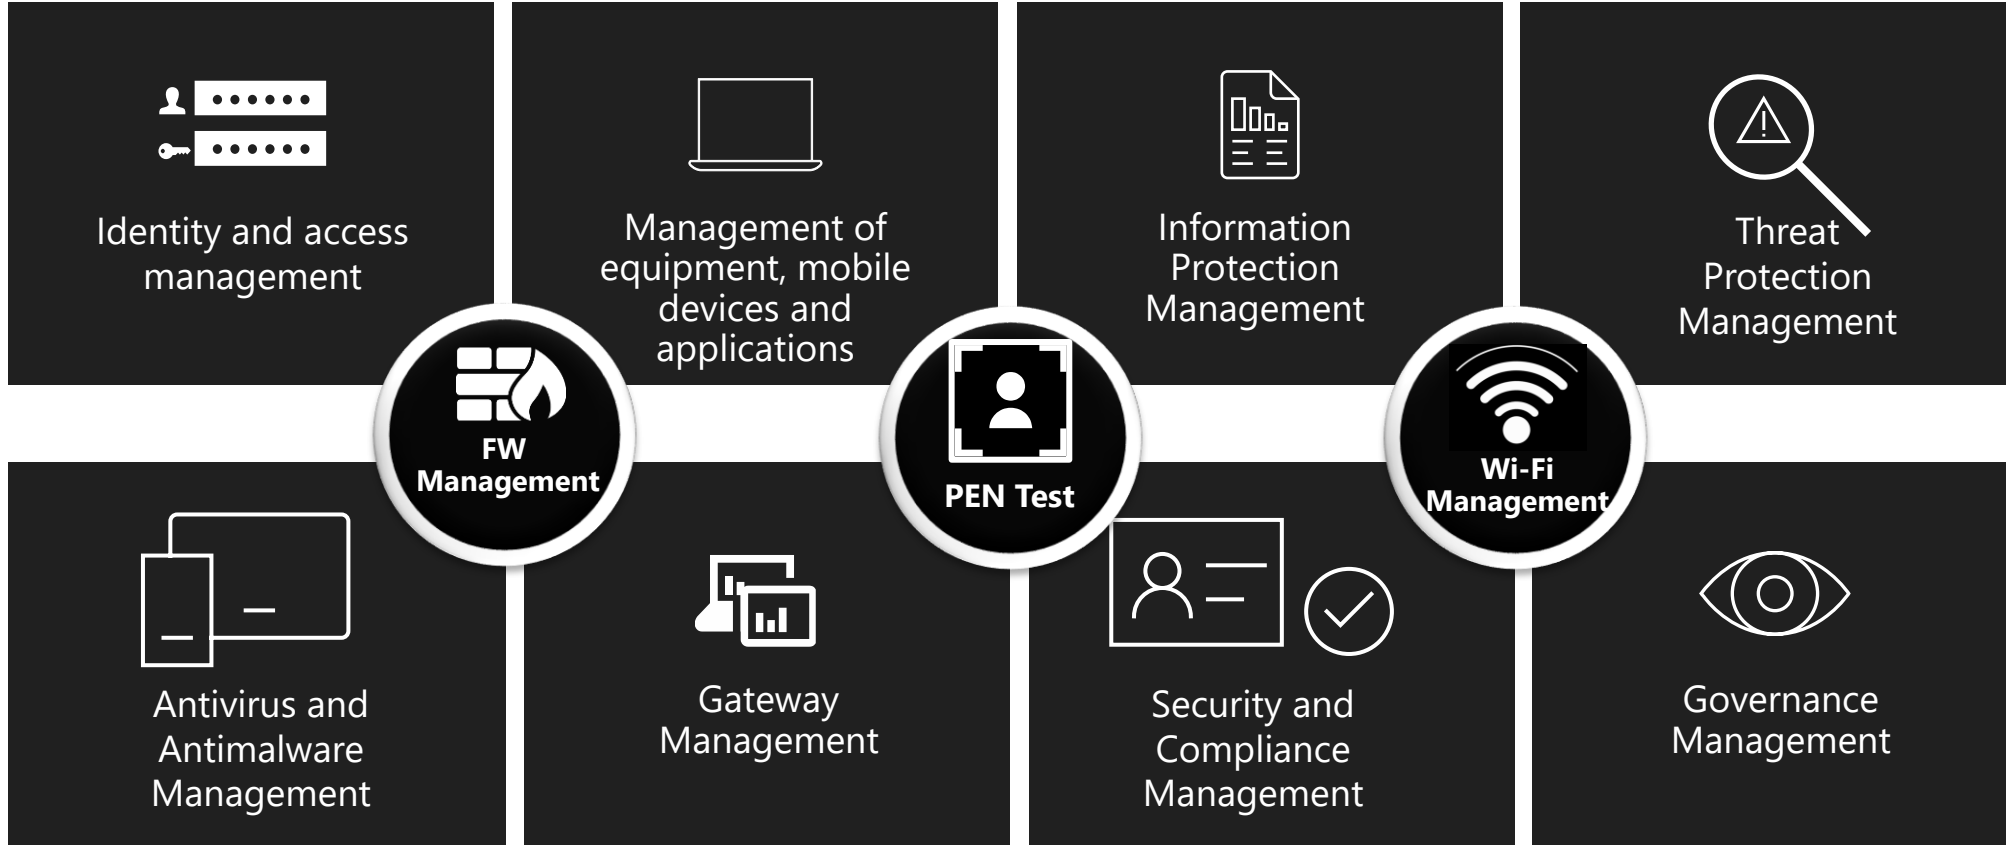 Identity and access
management
Management of
equipment, mobile
devices and
applications
Information
Protection
Management
Threat
Protection
Management
FW
Management
PEN Test
Wi-Fi
Management
Antivirus and
Antimalware
Management
Gateway
Management
Security and
Compliance
Management
Governance
Management